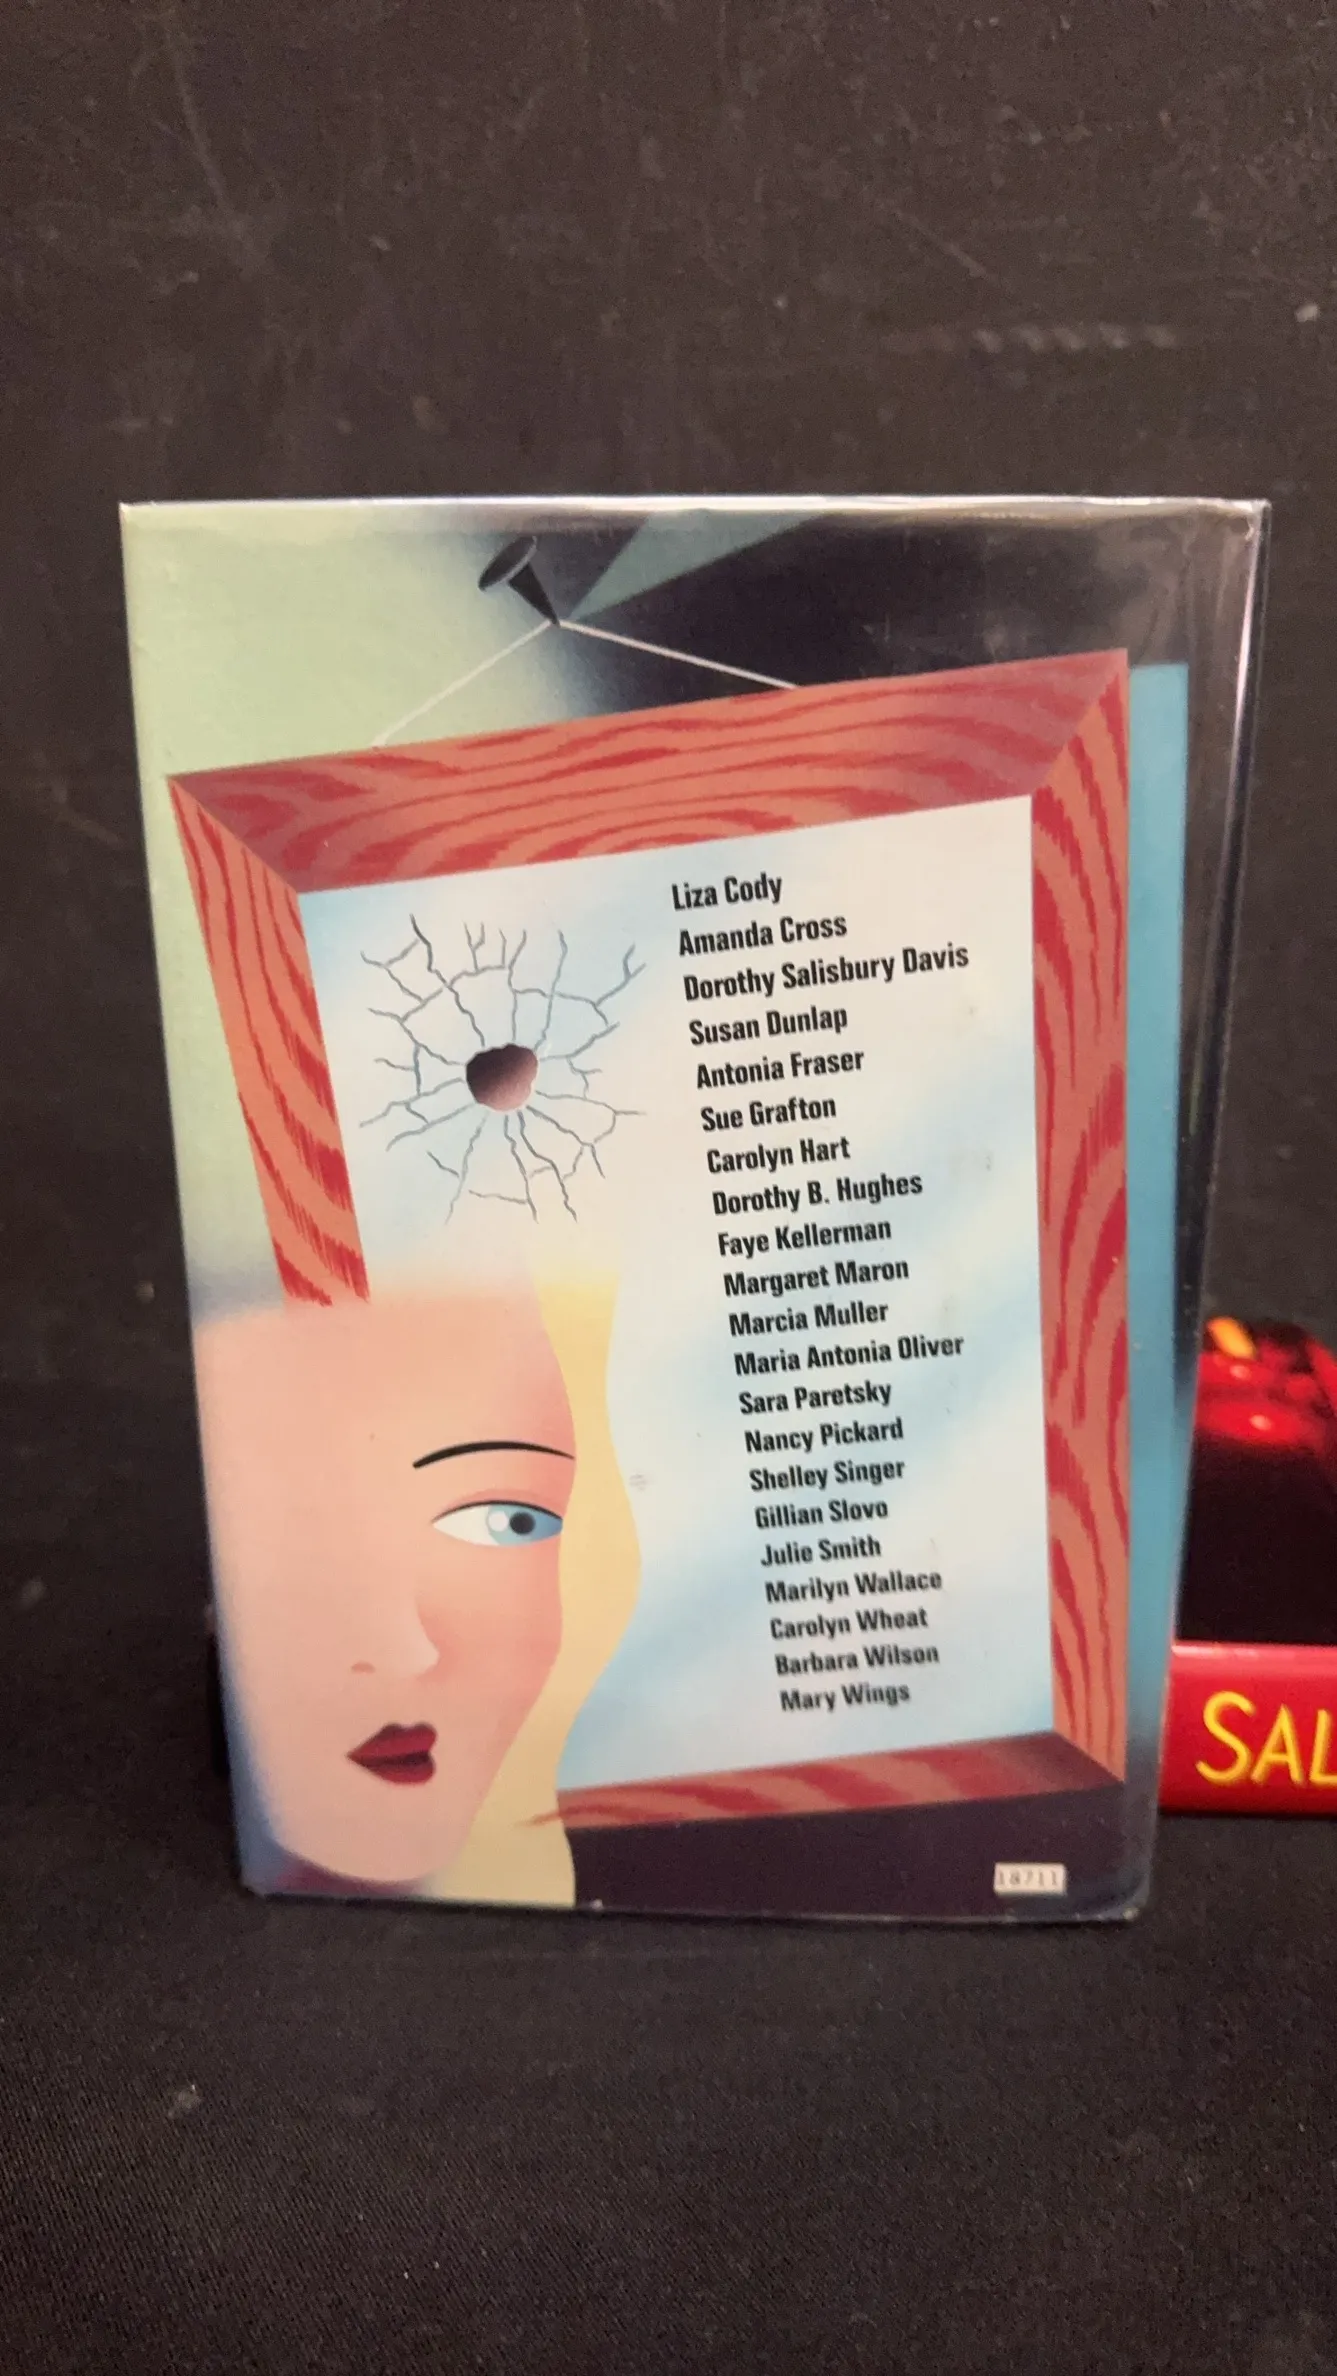 Liza Cody
Amanda Cross
Dorothy Salisbury Davis
Susan Dunlap
Antonia Fraser
Sue Grafton
Carolyn Hart
Dorothy B. Hughes
Faye Kellerman
Margaret Maron
Marcia Muller
Maria Antonia Oliver
Sara Paretsky
Nancy Pickard
Shelley Singer
Gillian Slovo
Julie Smith
Marilyn Wallace
Carolyn Wheat
Barbara Wilson
Mary Wings
18711
SAL